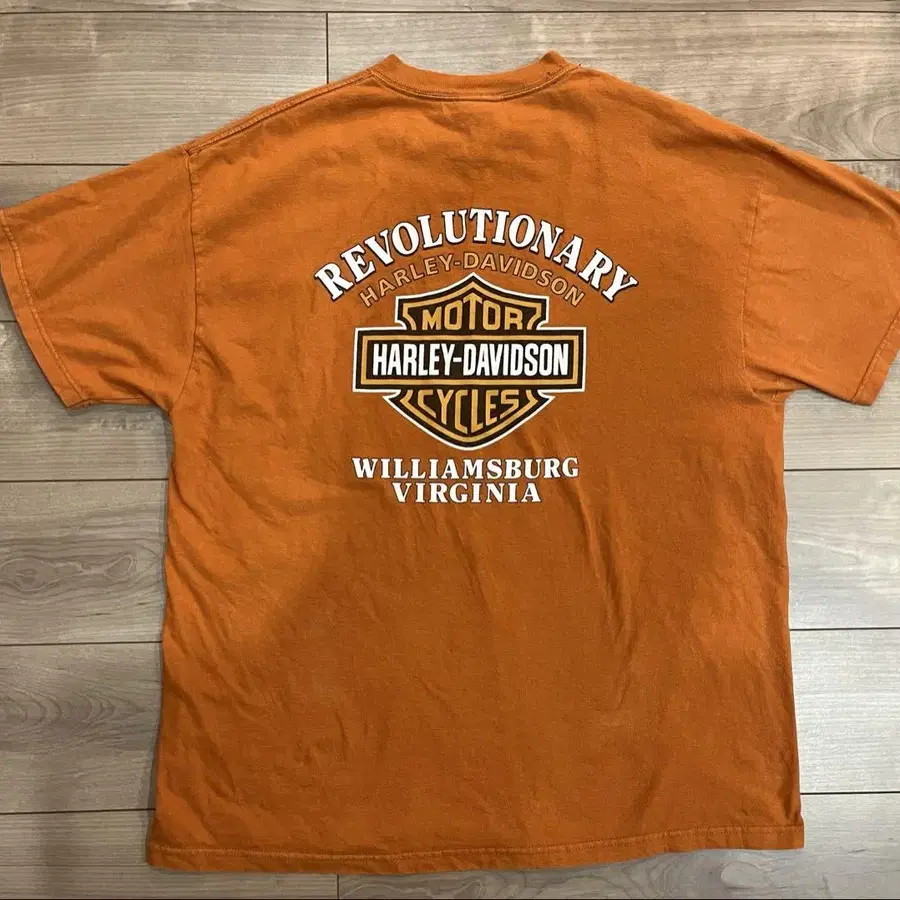 REVOLUTIONARY
HARLEY-DAVIDSON
MOTOR
HARLEY-DAVIDSON
CYCLES
WILLIAMSBURG
VIRGINIA